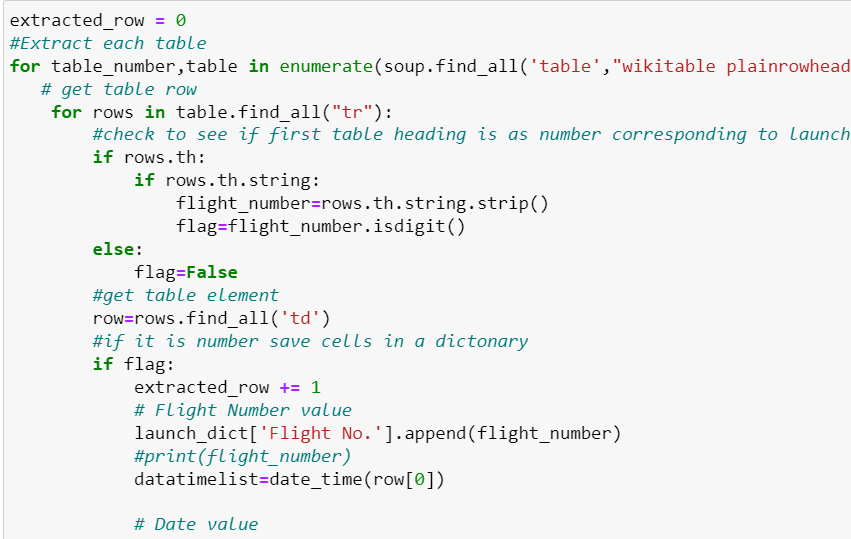 extracted_row = 0
#Extract each table
for table_number,table in enumerate(soup.find_all('table',"wikitable plainrowhead
# get table row
for rows in table.find_all("tr"):
#check to see if first table heading is as number corresponding to launch
if rows.th:
if rows.th.string:
flight_number=rows.th.string.strip()
flag=flight_number.isdigit()
else:
flag=False
#get table element
row=rows.find_all('td')
#if it is number save cells in a dictonary
if flag:
extracted_row += 1
# Flight Number value
launch_dict['Flight No.'].append(flight_number)
#print(flight_number)
datatimelist=date_time(row[0])
# Date value